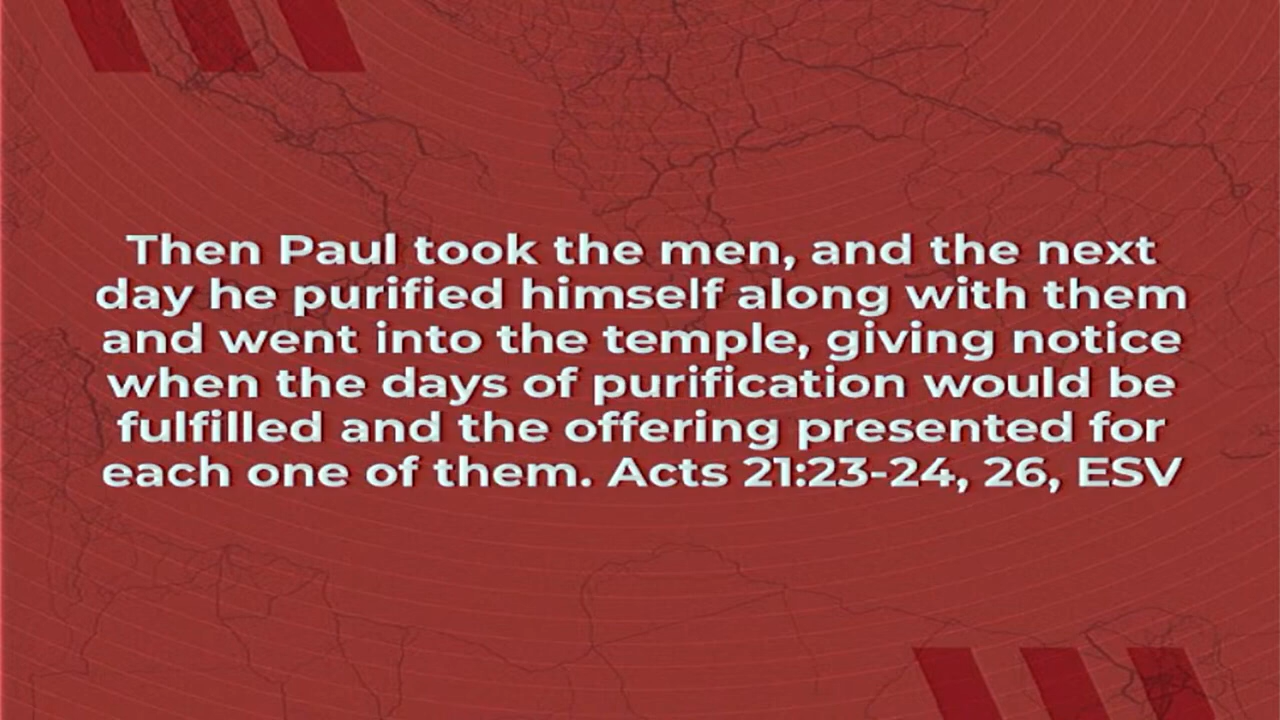 Then Paul took the men, and the next
day he purified himself along with them
and went into the temple, giving notice
when the days of purification would be
fulfilled and the offering presented for
each one of them. Acts 21:23-24, 26, ESV